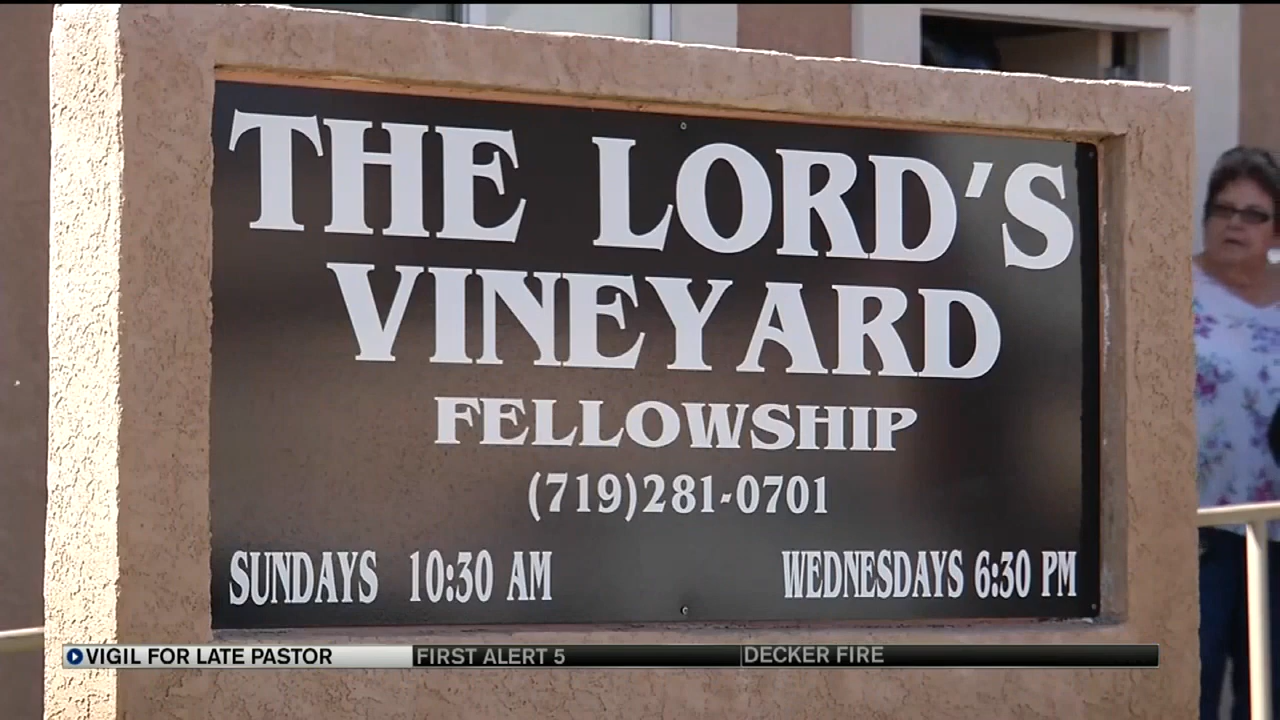 THE LORD'S
VINEYARD
FELLOWSHIP
(719)281-0701
SUNDAYS 10:30 AM WEDNESDAYS 6:30 PM
VIGIL FOR LATE PASTOR FIRST ALERT 5 DECKER FIRE